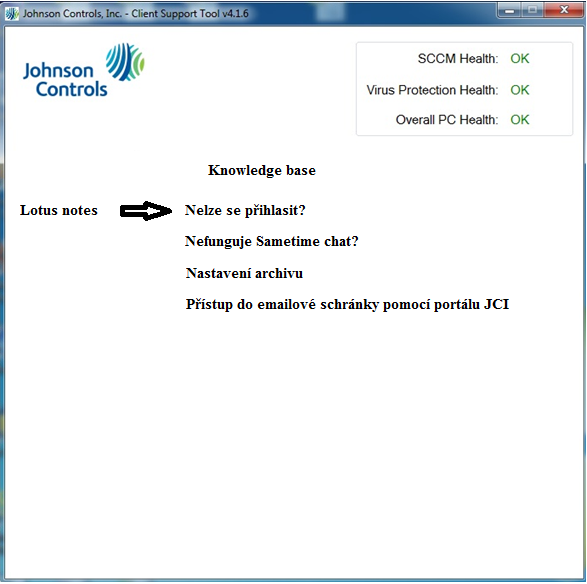 Johnson Controls, Inc. - Client Support Tool v4.1.6
Johnson
Controls
SCCM Health: OK
Virus Protection Health: OK
Overall PC Health: OK
Knowledge base
Lotus notes Nelze se přihlasit?
Nefunguje Sametime chat?
Nastavení archivu
Přístup do emailové schránky pomocí portálu JCI